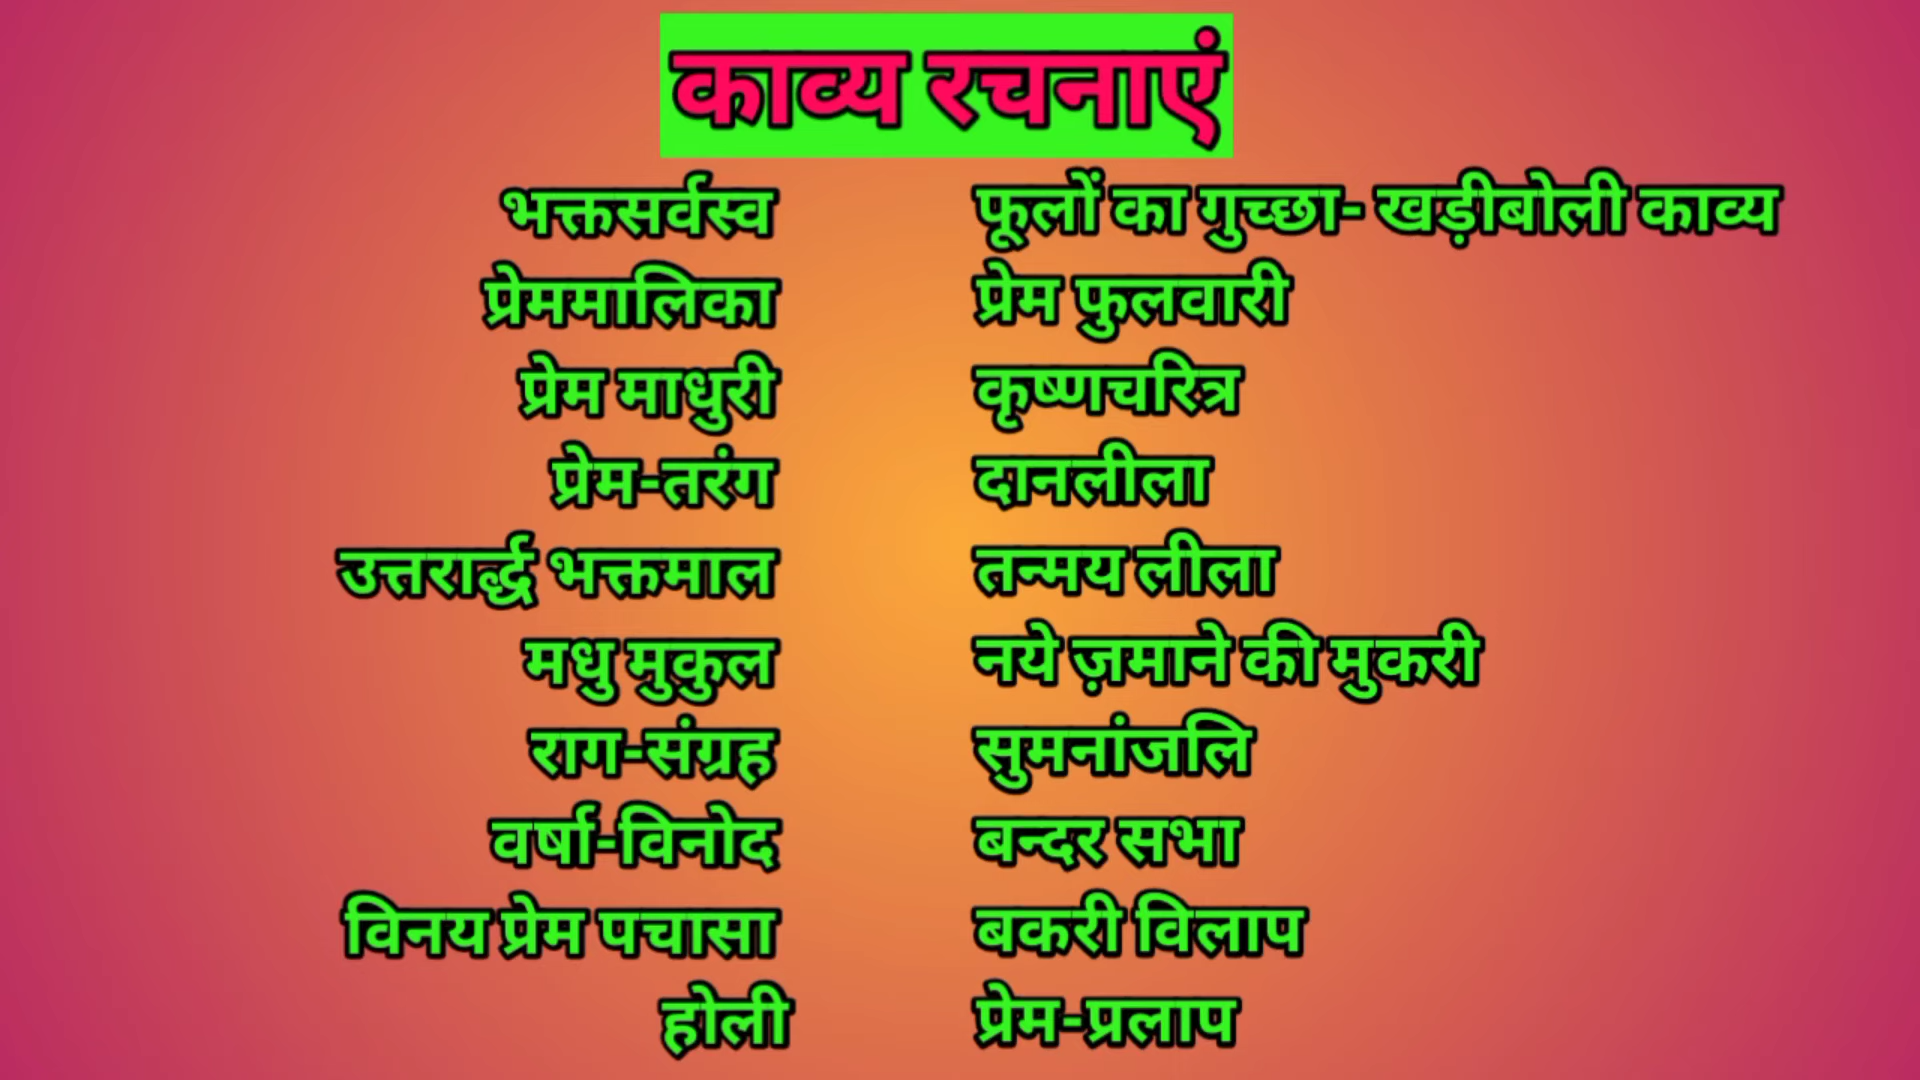 काव्य रचनाएं
भक्तसर्वस्व
प्रेममालिका
प्रेम माधुरी
प्रेम-तरंग
उत्तरार्द्ध भक्तमाल
मधु मुकुल
राग-संग्रह
वर्षा-विनोद
विनय प्रेम पचासा
होली
फूलों का गुच्छा- खड़ीबोली काव्य
प्रेम फुलवारी
कृष्णचरित्र
दानलीला
तन्मय लीला
नये ज़माने की मुकरी
सुमनांजलि
बन्दर सभा
बकरी विलाप
प्रेम-प्रलाप